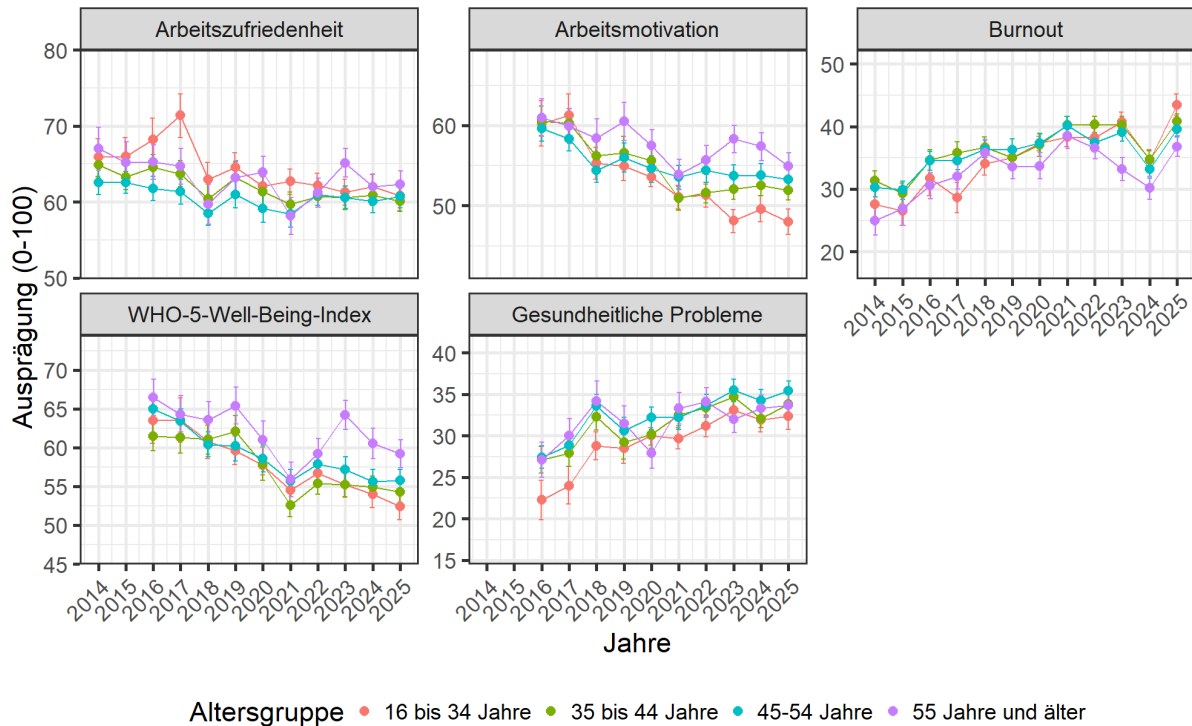 Arbeitszufriedenheit
Arbeitsmotivation
Burnout
80
70
60
50
60
50
50
40
30
20
2014 2015 2016 2017 2018 2019 2020 2021 2022 2023 2024 2025
Ausprägung (0-100)
WHO-5-Well-Being-Index
Gesundheitliche Probleme
70
65
60
55
50
45
40
35
30
25
20
15
2014 2015 2016 2017 2018 2019 2020 2021 2022 2023 2024 2025
2014 2015 2016 2017 2018 2019 2020 2021 2022 2023 2024 2025
Jahre
Altersgruppe 16 bis 34 Jahre 35 bis 44 Jahre 45-54 Jahre 55 Jahre und älter